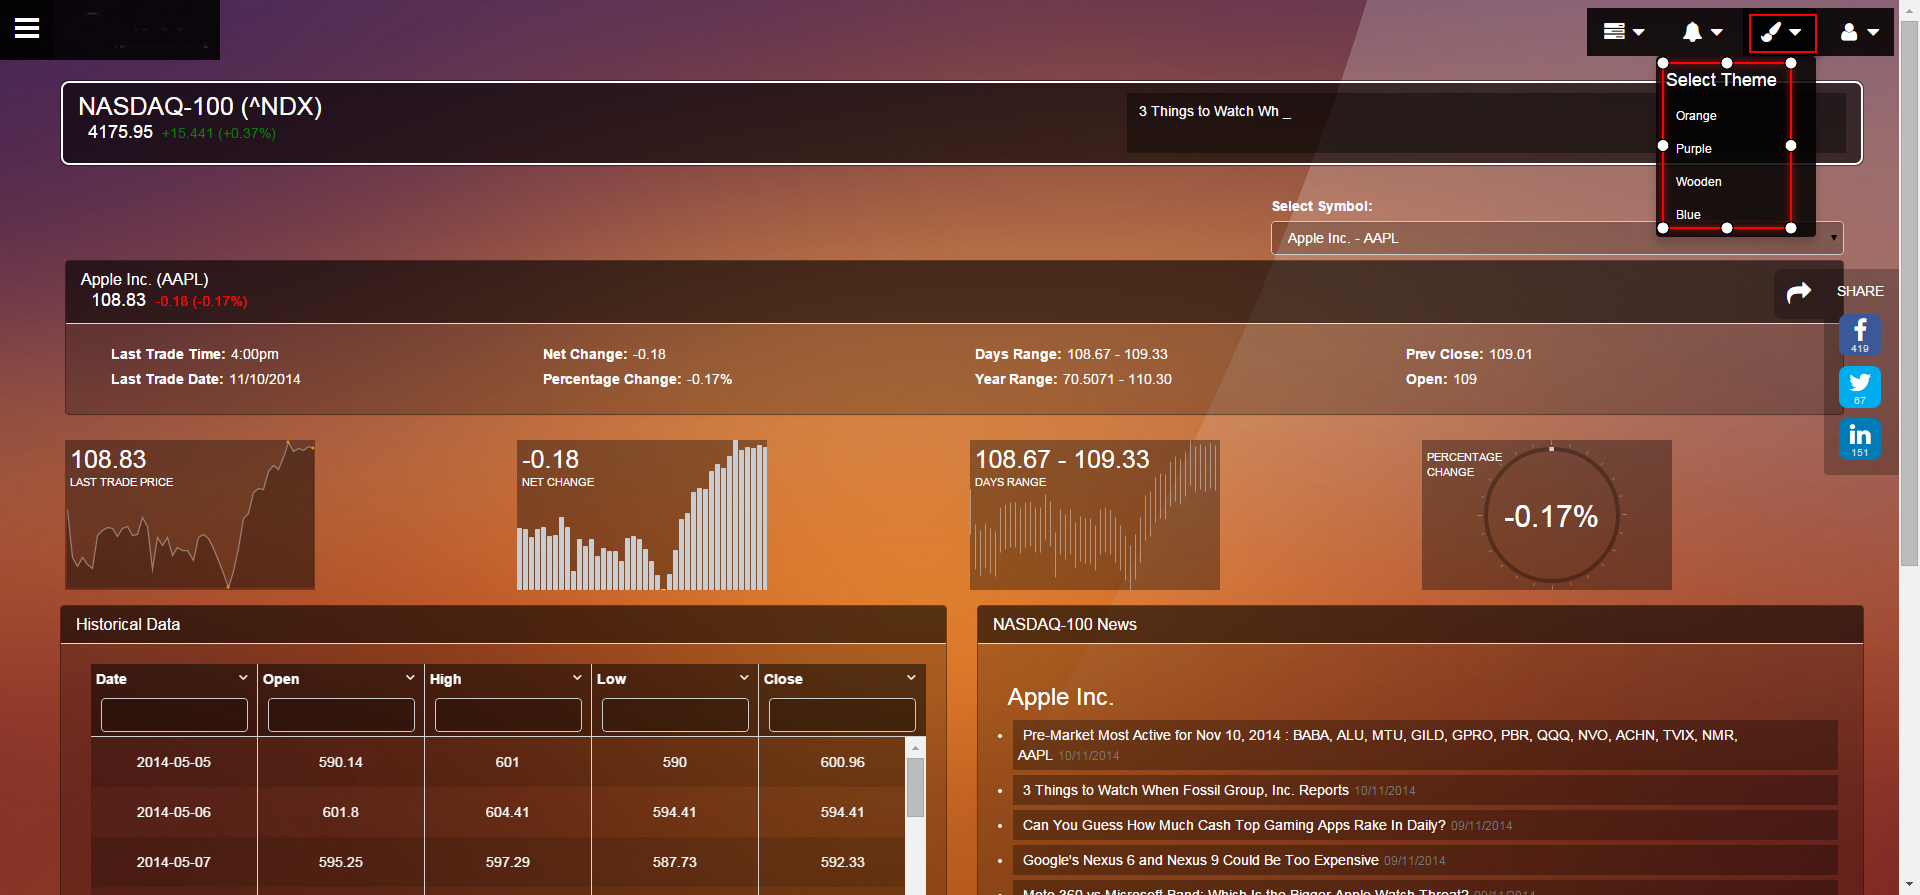 Select Theme
Orange
Purple
Wooden
Blue
NASDAQ-100 (^NDX)
4175.95 +15.441 (+0.37%)
3 Things to Watch Wh _
Select Symbol:
Apple Inc. - AAPL
Apple Inc. (AAPL)
108.83 -0.18 (-0.17%)
SHARE
419
67
151
Last Trade Time: 4:00pm
Net Change: -0.18
Days Range: 108.67 - 109.33
Prev Close: 109.01
Last Trade Date: 11/10/2014
Percentage Change: -0.17%
Year Range: 70.5071 - 110.30
Open: 109
108.83
LAST TRADE PRICE
-0.18
NET CHANGE
108.67 - 109.33
DAYS RANGE
PERCENTAGE
CHANGE
-0.17%
Historical Data
Date Open High Low Close
2014-05-05 590.14 601 590 600.96
2014-05-06 601.8 604.41 594.41 594.41
2014-05-07 595.25 597.29 587.73 592.33
NASDAQ-100 News
Apple Inc.
Pre-Market Most Active for Nov 10, 2014 : BABA, ALU, MTU, GILD, GPRO, PBR, QQQ, NVO, ACHN, TVIX, NMR,
AAPL 10/11/2014
3 Things to Watch When Fossil Group, Inc. Reports 10/11/2014
Can You Guess How Much Cash Top Gaming Apps Rake In Daily? 09/11/2014
Google's Nexus 6 and Nexus 9 Could Be Too Expensive 09/11/2014
Moto 360 vs Microsoft Band: Which Is the Bigger Apple Watch Threat? 09/11/2014